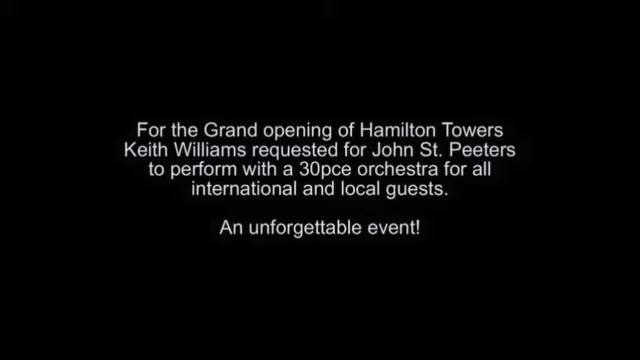 For the Grand opening of Hamilton Towers
Keith Williams requested for John St. Peeters
to perform with a 30pce orchestra for all
international and local guests.
An unforgettable event!